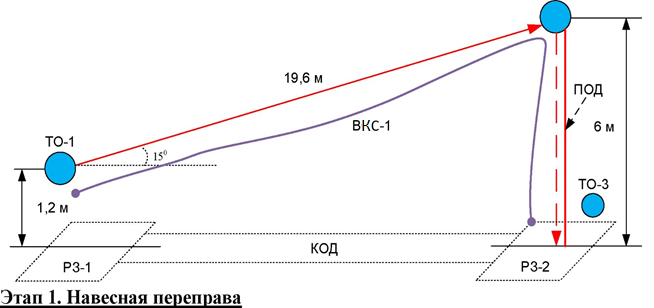 19,6 м
ПОД
ВКС-1
ТО-1
15⁰
6 м
ТО-3
1,2 м
КОД
РЗ-1
РЗ-2
Этап 1. Навесная переправа